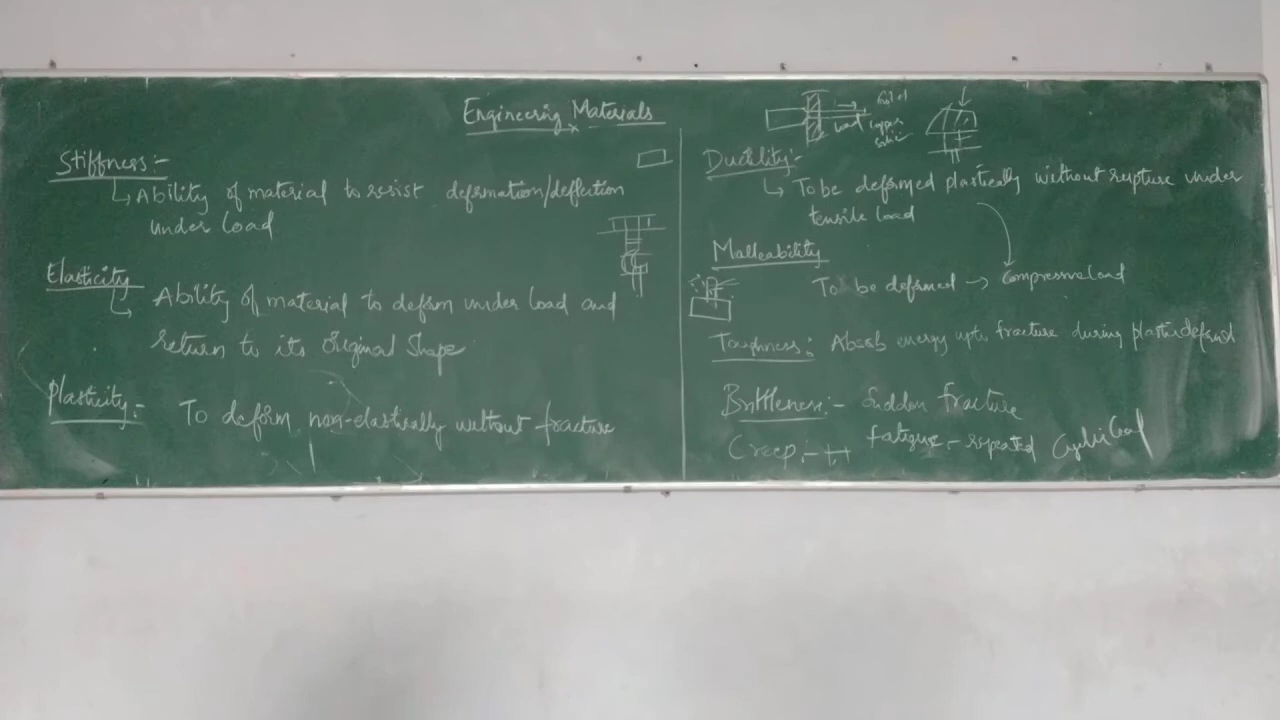 Engineering Materials
Stiffness:-
Ability of material to resist deformation/deflection
under load
Elasticity
Ability of material to deform under load and
return to its original shape
Plasticity:-
To deform non-elastically without fracture
Gold
load copper
Ductility:-
To be deformed plastically without rupture under
tensile load
Malleability
To be deformed → Compressive load
Toughness: Absorb energy upto fracture during plastic
Brittleness:- Sudden fracture
Creep:- fatigue - repeated Cyclic load